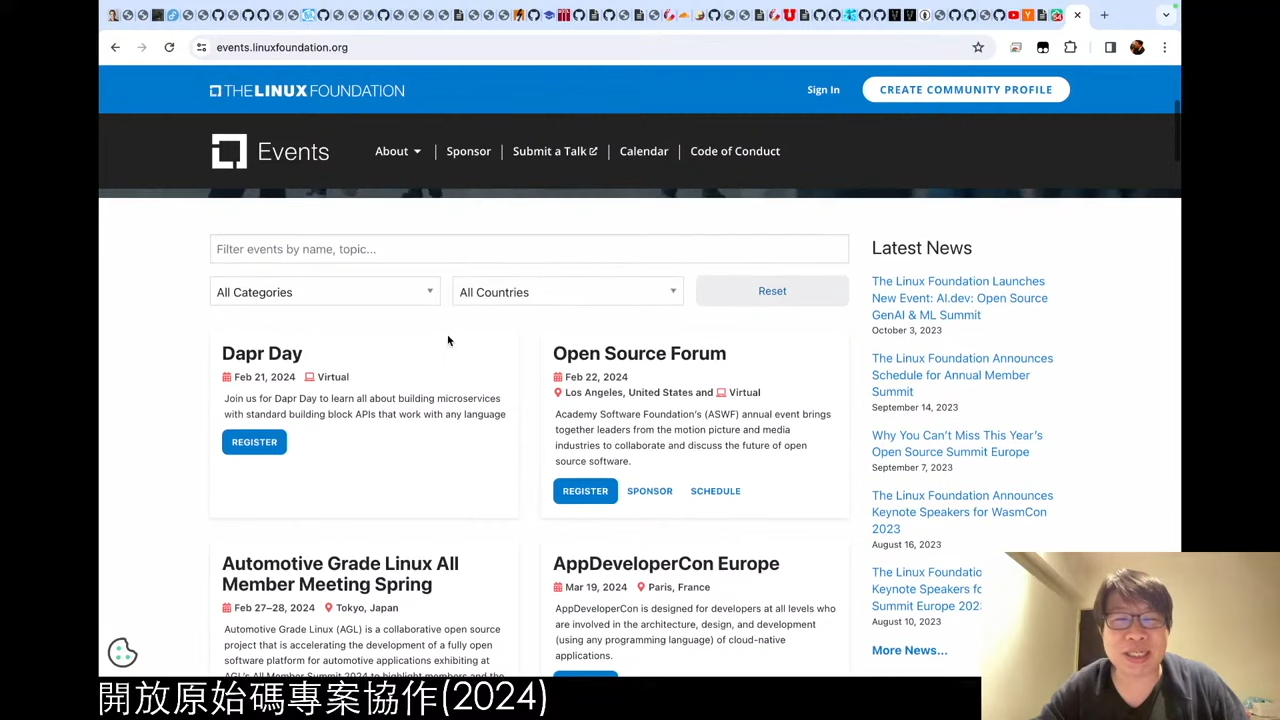 events.linuxfoundation.org
THE LINUX FOUNDATION
Sign In
CREATE COMMUNITY PROFILE
Events
About
Sponsor
Submit a Talk
Calendar
Code of Conduct
Filter events by name, topic...
All Categories
All Countries
Reset
Dapr Day
Feb 21, 2024 Virtual
Join us for Dapr Day to learn all about building microservices
with standard building block APIs that work with any language
REGISTER
Open Source Forum
Feb 22, 2024
Los Angeles, United States and Virtual
Academy Software Foundation's (ASWF) annual event brings
together leaders from the motion picture and media
industries to collaborate and discuss the future of open
source software.
REGISTER SPONSOR SCHEDULE
Automotive Grade Linux All
Member Meeting Spring
Feb 27–28, 2024 Tokyo, Japan
Automotive Grade Linux (AGL) is a collaborative open source
project that is accelerating the development of a fully open
software platform for automotive applications exhibiting at
AppDeveloperCon Europe
Mar 19, 2024 Paris, France
AppDeveloperCon is designed for developers at all levels who
are involved in the architecture, design, and development
(using any programming language) of cloud-native
applications.
Latest News
The Linux Foundation Launches
New Event: AI.dev: Open Source
GenAI & ML Summit
October 3, 2023
The Linux Foundation Announces
Schedule for Annual Member
Summit
September 14, 2023
Why You Can't Miss This Year's
Open Source Summit Europe
September 7, 2023
The Linux Foundation Announces
Keynote Speakers for WasmCon
2023
August 16, 2023
The Linux Foundatio
Keynote Speakers fo
Summit Europe 202
August 10, 2023
More News...
開放原始碼專案協作(2024)